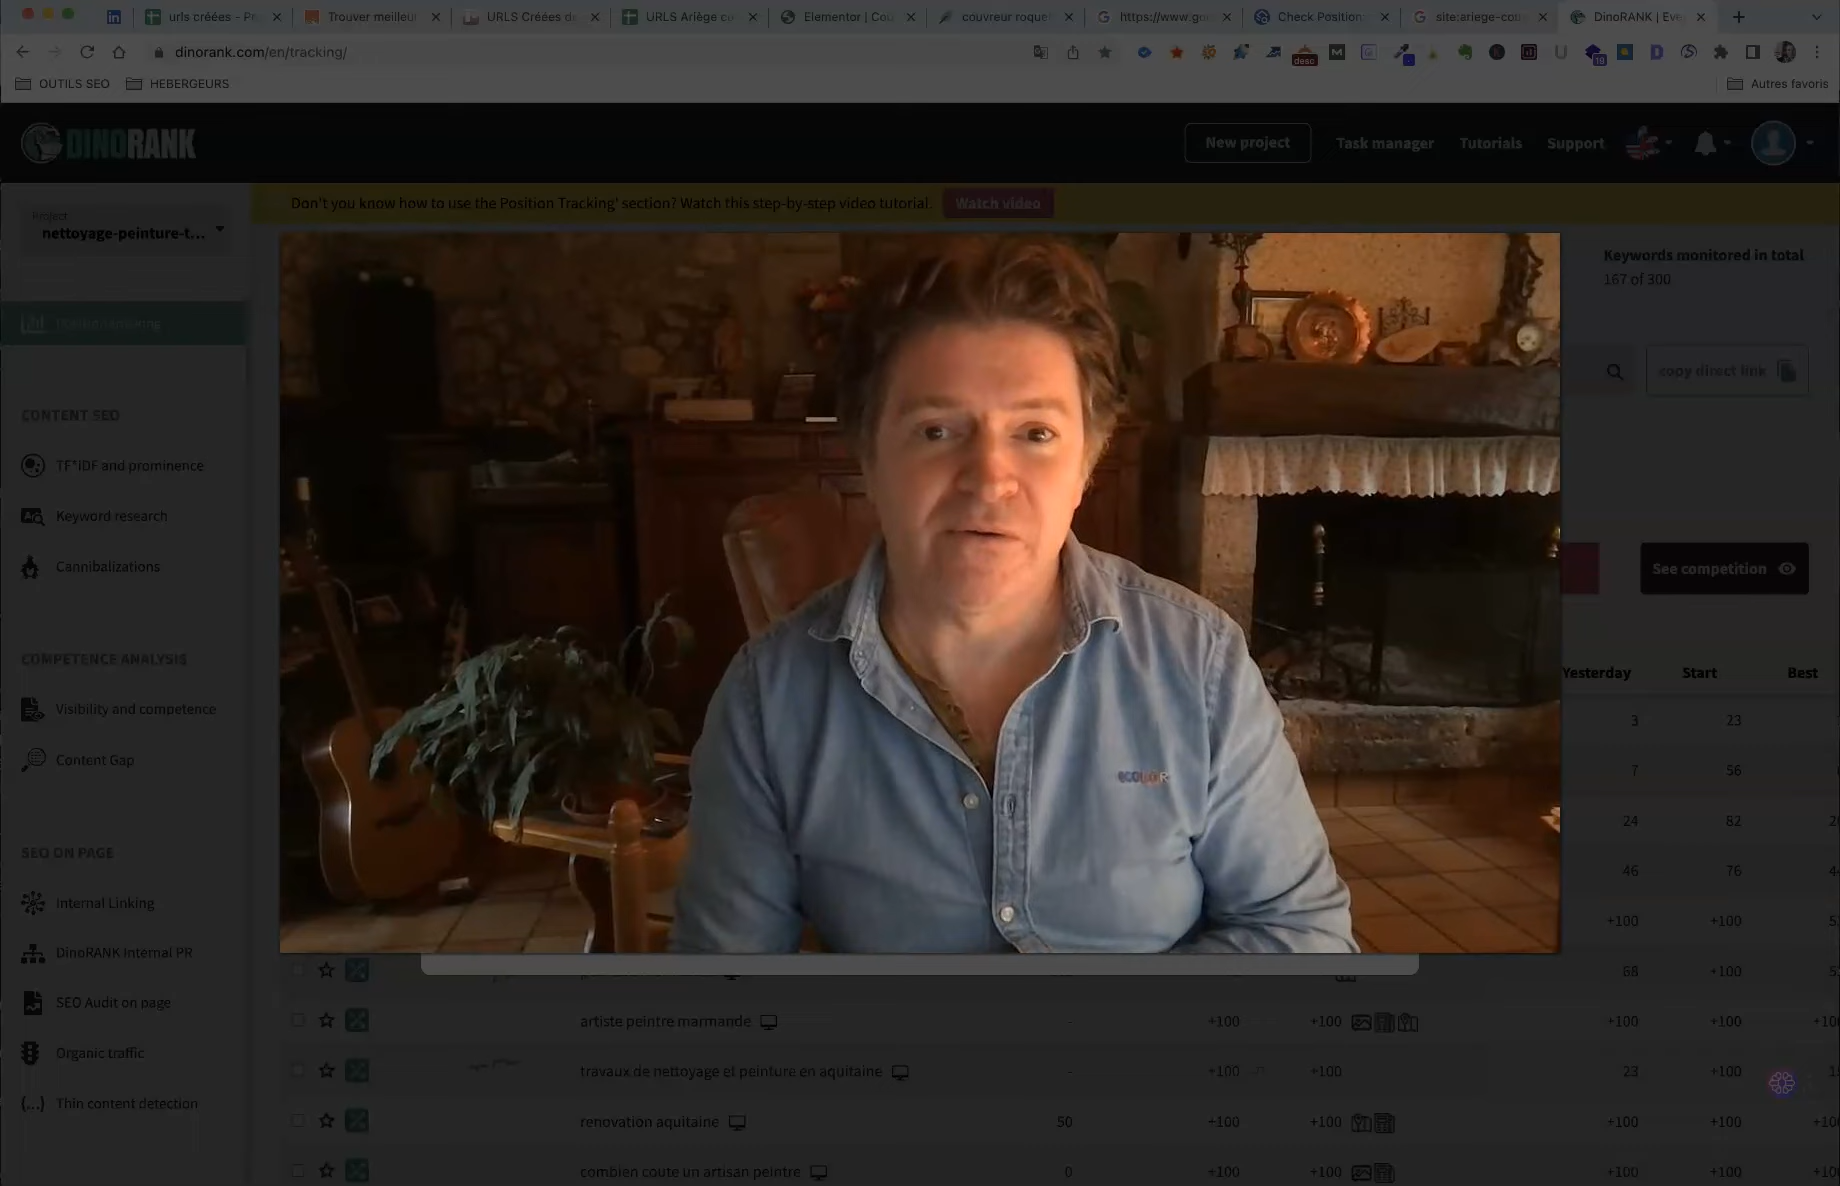 urls créées - Pr
Trouver meilleur
URLS Créées de
URLS Ariège co
Elementor | Cou
couvreur roque
https://www.go
Check Position
site:ariege-cou
DinoRANK | Eve
dinorank.com/en/tracking/
desc
18
OUTILS SEO
HEBERGEURS
Autres favoris
DINORANK
New project
Task manager
Tutorials
Support
Project
nettoyage-peinture-t...
Don't you know how to use the Position Tracking' section? Watch this step-by-step video tutorial.
Watch video
Keywords monitored in total
167 of 300
copy direct link
CONTENT SEO
TF*IDF and prominence
Keyword research
Cannibalizations
See competition
COMPETENCE ANALYSIS
Visibility and competence
Content Gap
Yesterday Start Best
3 23
7 56
24 82
46 76
+100 +100
68 +100
ECOLOR
SEO ON PAGE
Internal Linking
DinoRANK Internal PR
SEO Audit on page
Organic traffic
(...) Thin content detection
artiste peintre marmande - +100 +100 +100 +100
travaux de nettoyage et peinture en aquitaine - +100 +100 23 +100
renovation aquitaine 50 +100 +100 +100 +100
combien coute un artisan peintre 0 +100 +100 +100 +100